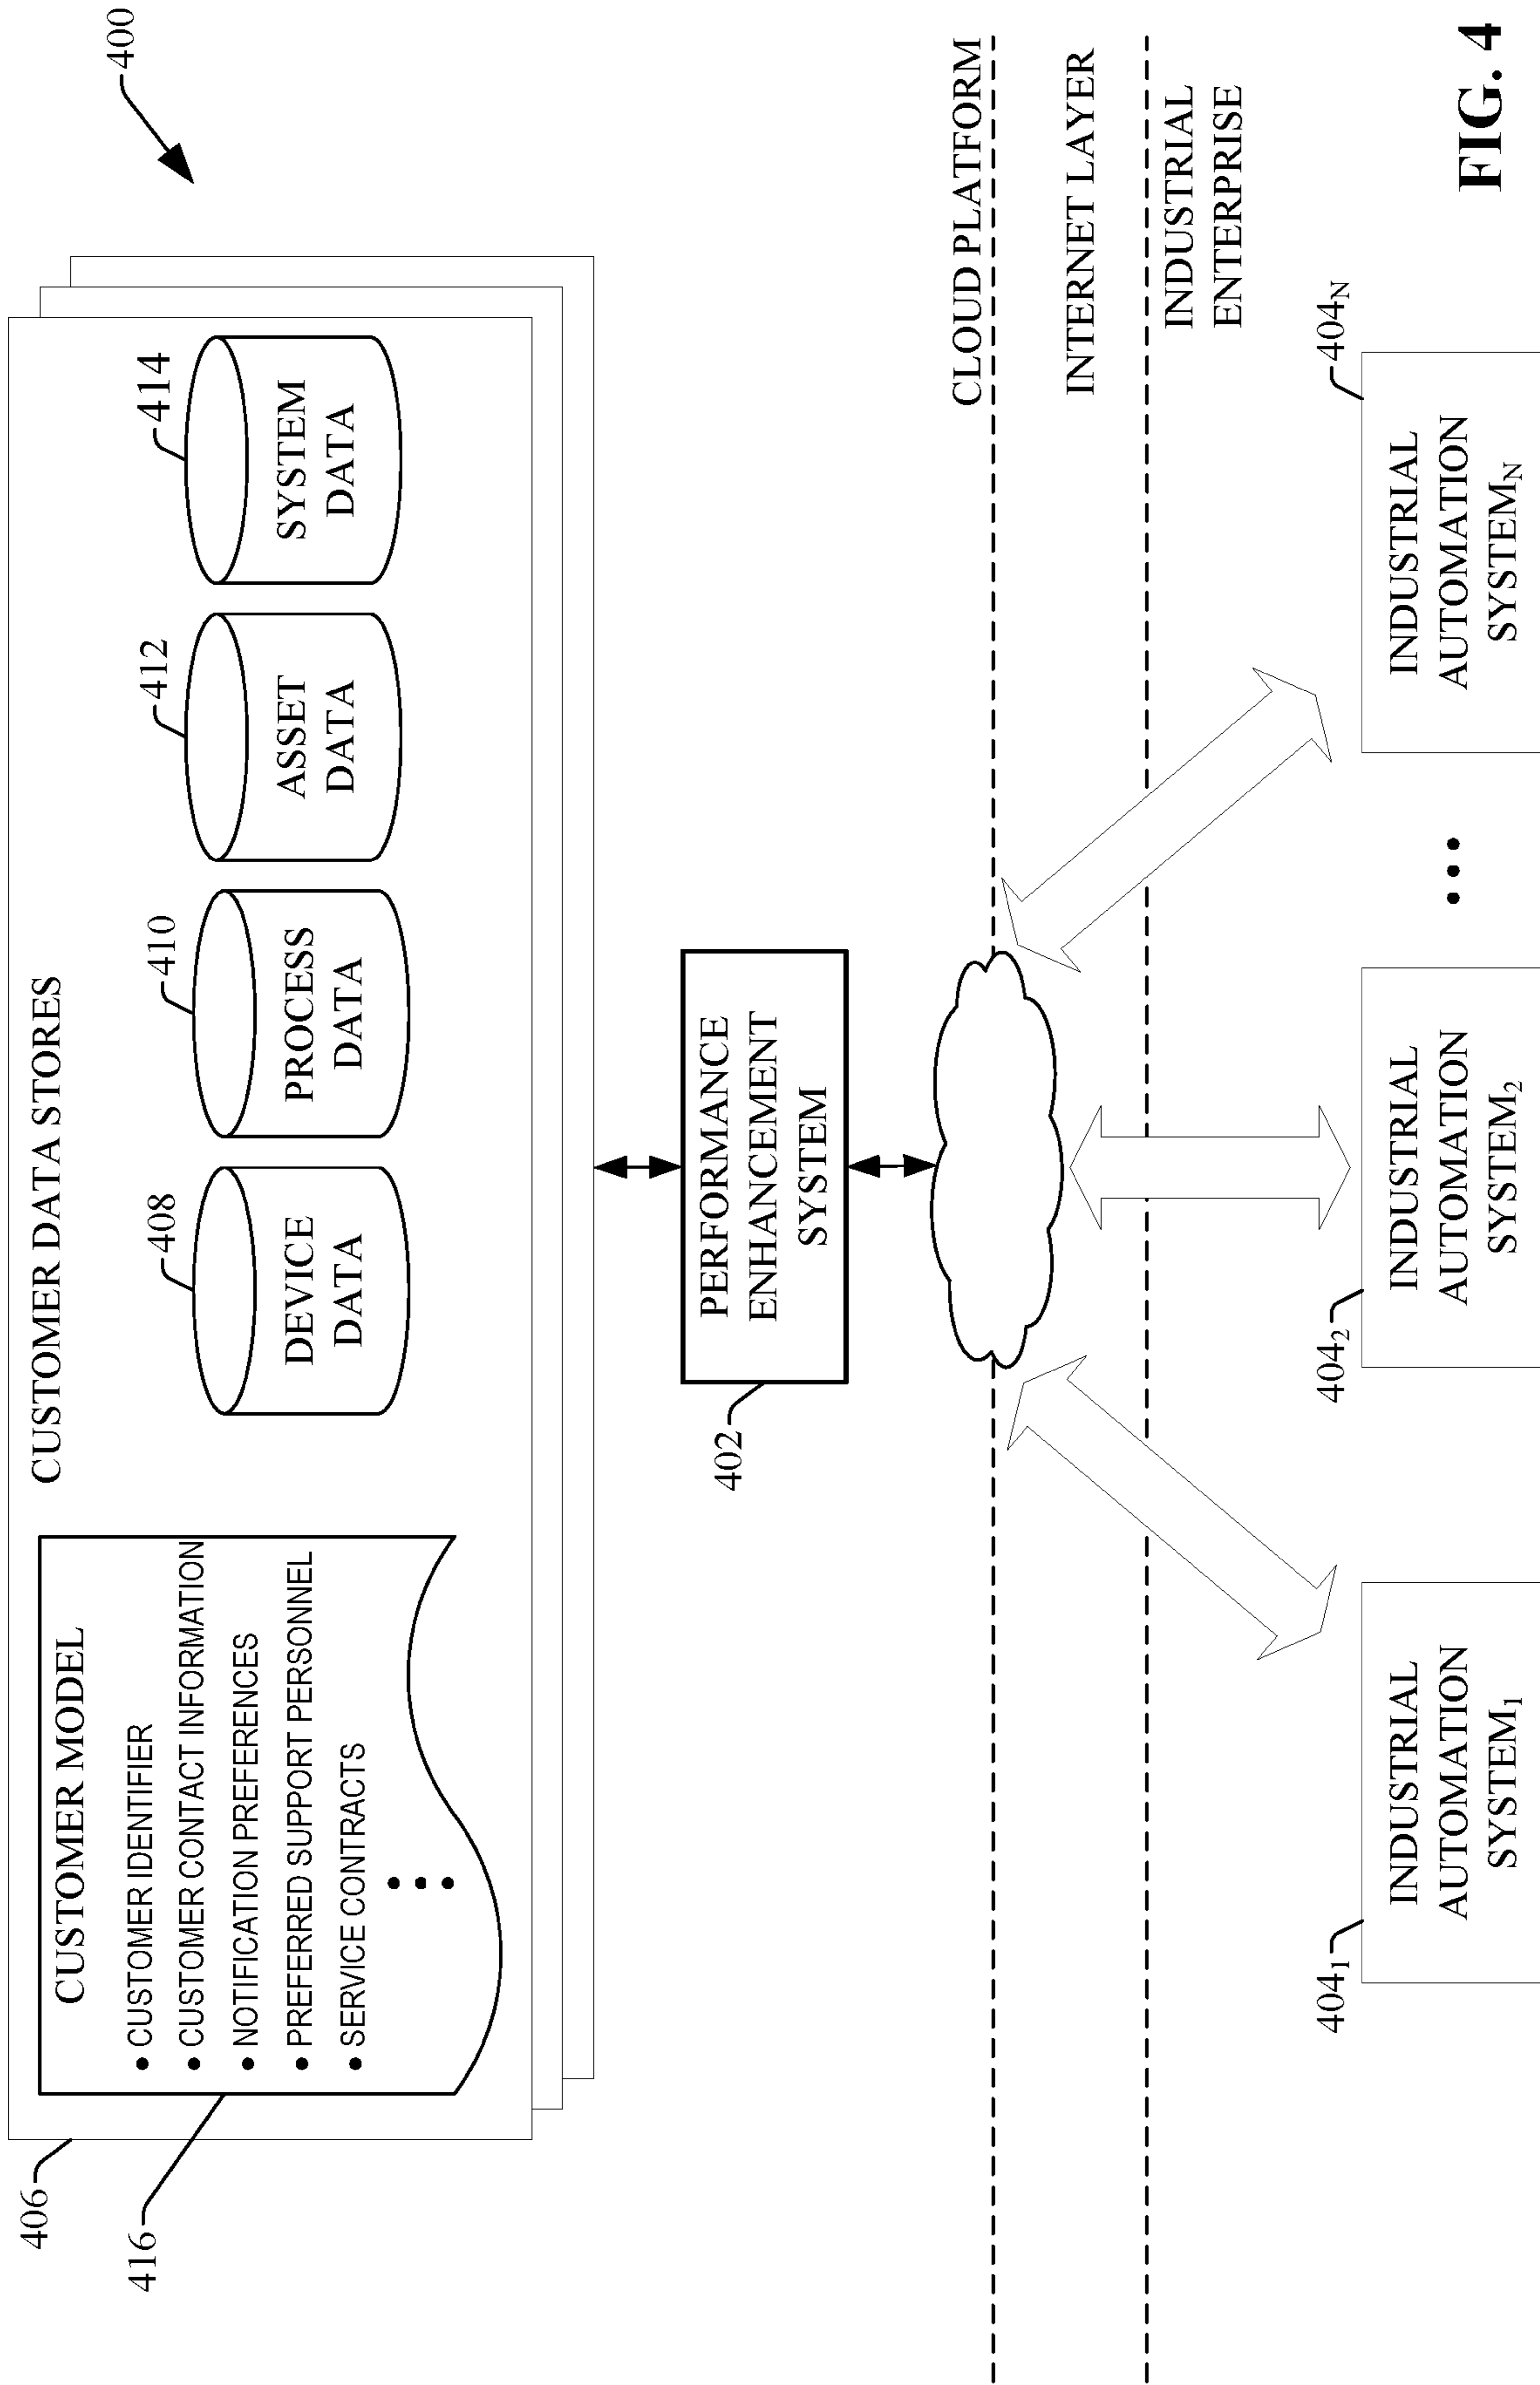 400
CUSTOMER DATA STORES
406
416
CUSTOMER MODEL
• CUSTOMER IDENTIFIER
• CUSTOMER CONTACT INFORMATION
• NOTIFICATION PREFERENCES
• PREFERRED SUPPORT PERSONNEL
• SERVICE CONTRACTS
408
DEVICE
DATA
410
PROCESS
DATA
412
ASSET
DATA
414
SYSTEM
DATA
402
PERFORMANCE
ENHANCEMENT
SYSTEM
CLOUD PLATFORM
INTERNET LAYER
INDUSTRIAL
ENTERPRISE
404₁
INDUSTRIAL
AUTOMATION
SYSTEM₁
404₂
INDUSTRIAL
AUTOMATION
SYSTEM₂
404N
INDUSTRIAL
AUTOMATION
SYSTEMN
FIG. 4